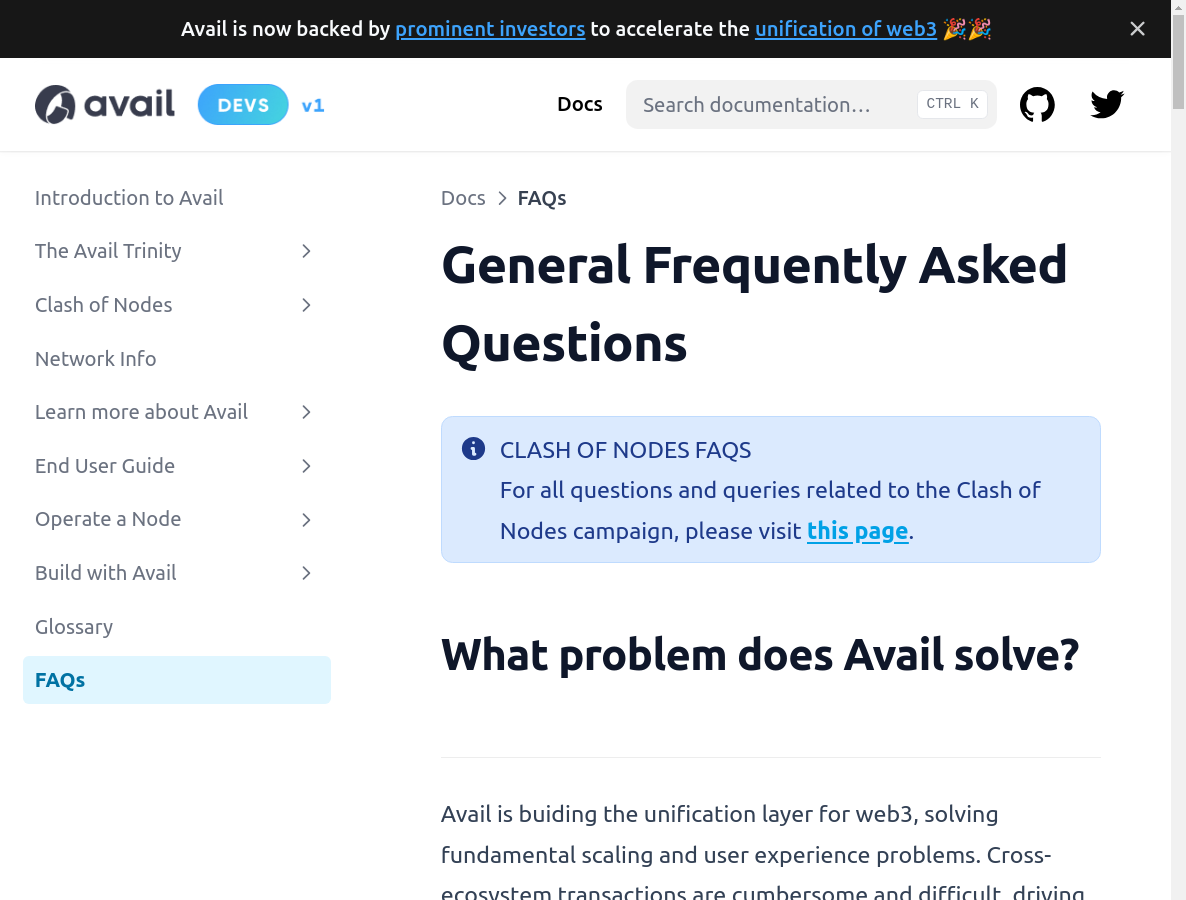 Avail is now backed by prominent investors to accelerate the unification of web3 🎉🎉
avail DEVS v1
Docs
Search documentation…
CTRL K
Introduction to Avail
The Avail Trinity
Clash of Nodes
Network Info
Learn more about Avail
End User Guide
Operate a Node
Build with Avail
Glossary
FAQs
Docs > FAQs
General Frequently Asked
Questions
CLASH OF NODES FAQS
For all questions and queries related to the Clash of
Nodes campaign, please visit this page.
What problem does Avail solve?
Avail is buiding the unification layer for web3, solving
fundamental scaling and user experience problems. Cross-
ecosystem transactions are cumbersome and difficult, driving